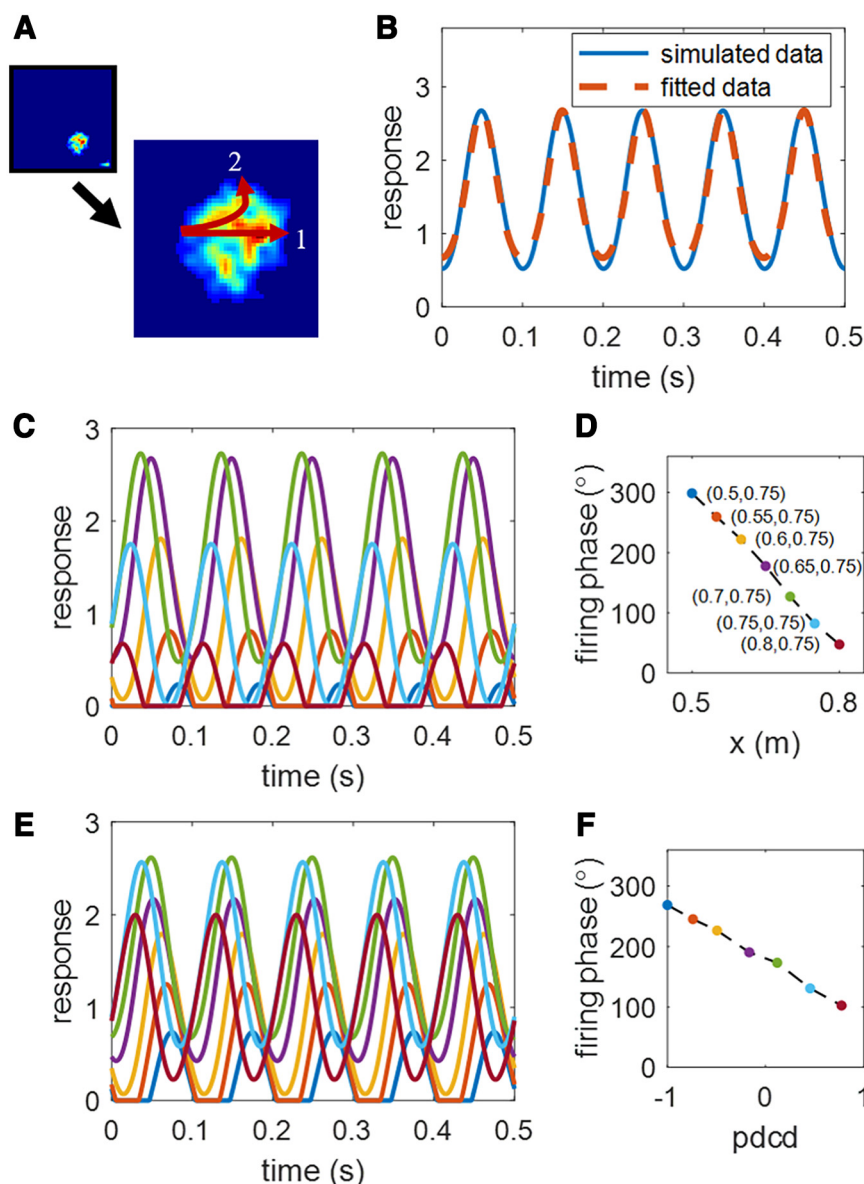 A
2
1
B
simulated data
fitted data
response
3
2
1
0
0
0.1
0.2
0.3
0.4
0.5
time (s)
C
response
3
2
1
0
0
0.1
0.2
0.3
0.4
0.5
time (s)
D
firing phase (°)
300
200
100
0
(0.5,0.75)
(0.55,0.75)
(0.6,0.75)
(0.65,0.75)
(0.7,0.75)
(0.75,0.75)
(0.8,0.75)
0.5
0.8
x (m)
E
response
3
2
1
0
0
0.1
0.2
0.3
0.4
0.5
time (s)
F
firing phase (°)
300
200
100
0
-1
0
1
pdcd